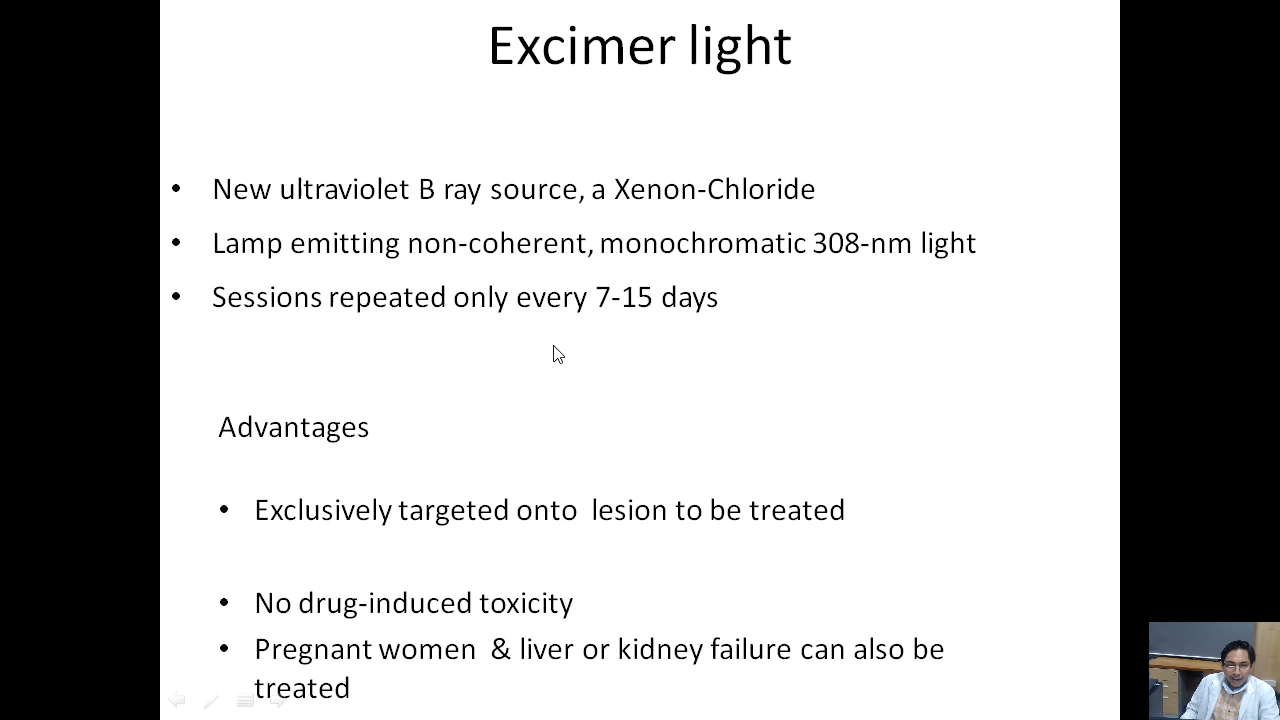 Excimer light
• New ultraviolet B ray source, a Xenon-Chloride
• Lamp emitting non-coherent, monochromatic 308-nm light
• Sessions repeated only every 7-15 days
Advantages
• Exclusively targeted onto lesion to be treated
• No drug-induced toxicity
• Pregnant women & liver or kidney failure can also be
treated